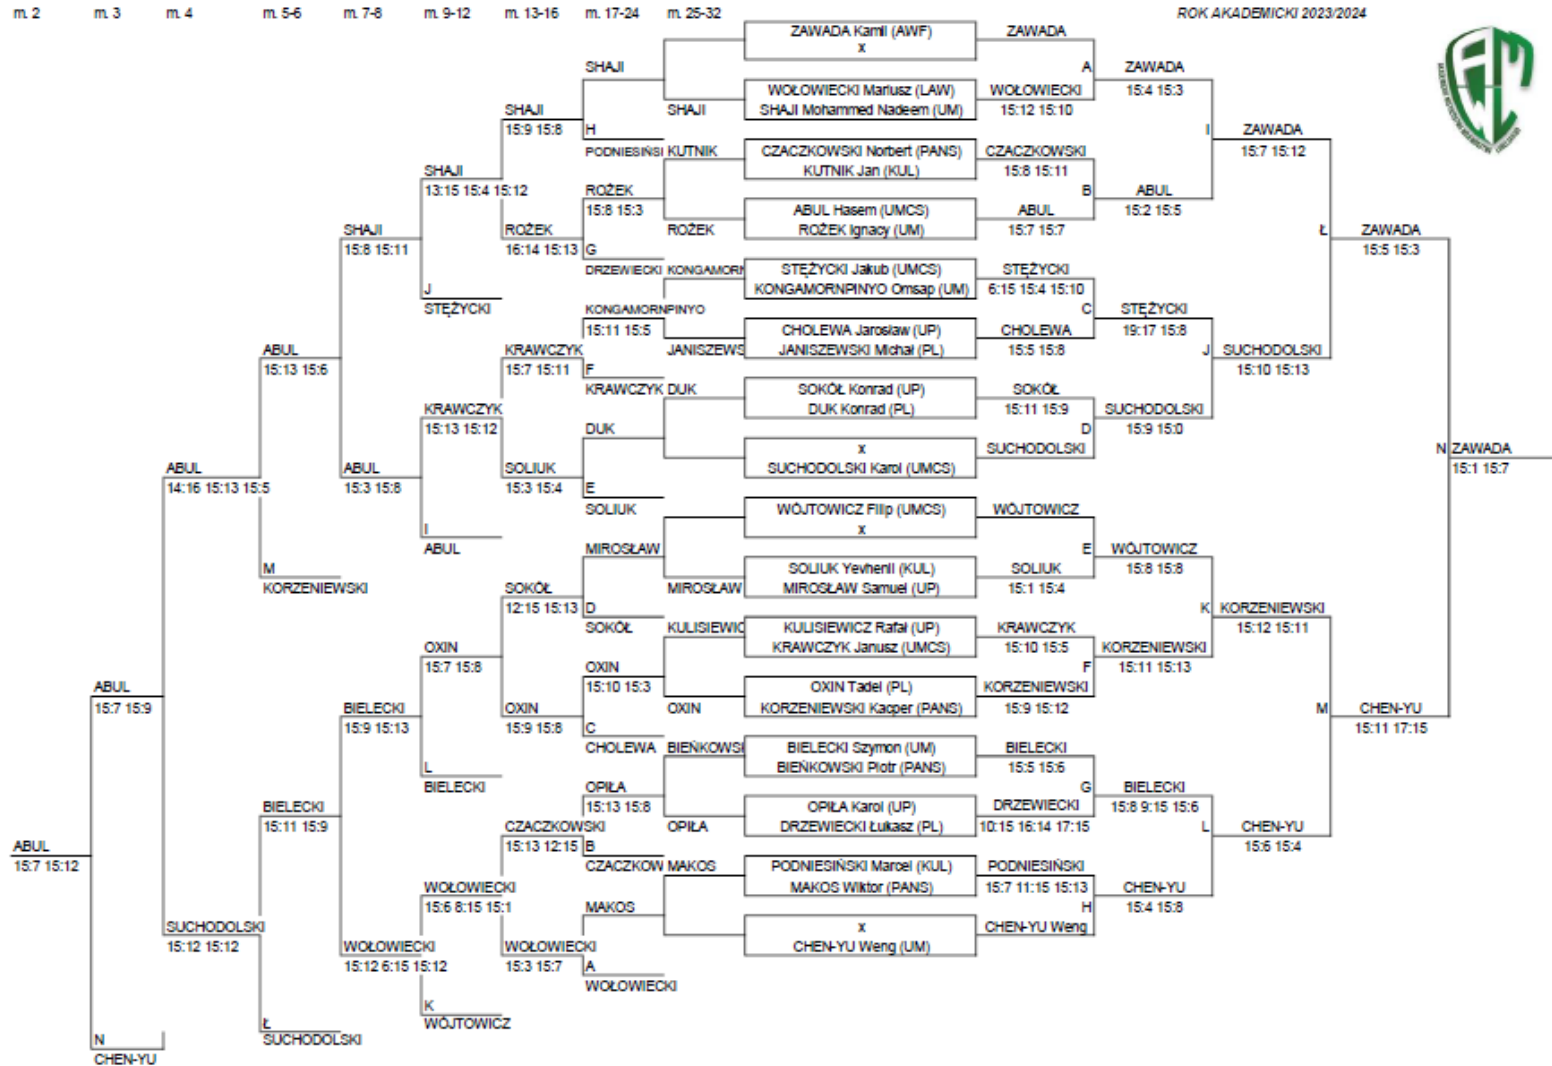 m. 2 m. 3 m. 4 m. 5-6 m. 7-8 m. 9-12 m. 13-16 m. 17-24 m. 25-32 ROK AKADEMICKI 2023/2024
ZAWADA Kamil (AWF) ZAWADA
x
SHAJI A ZAWADA
WOŁOWIECKI Mariusz (LAW) WOŁOWIECKI 15:4 15:3
SHAJI SHAJI SHAJI Mohammed Nadeem (UM) 15:12 15:10
15:9 15:8 H I ZAWADA
PODNIESIŃSI KUTNIK CZACZKOWSKI Norbert (PANS) CZACZKOWSKI 15:7 15:12
SHAJI KUTNIK Jan (KUL) 15:8 15:11
13:15 15:4 15:12 ROŻEK B ABUL
15:8 15:3 ABUL Hasem (UMCS) ABUL 15:2 15:5
SHAJI ROŻEK ROŻEK ROŻEK Ignacy (UM) 15:7 15:7 Ł ZAWADA
15:8 15:11 16:14 15:13 G 15:5 15:3
DRZEWIECKI KONGAMORN STĘŻYCKI Jakub (UMCS) STĘŻYCKI
J KONGAMORNPINYO Omsap (UM) 6:15 15:4 15:10
STĘŻYCKI KONGAMORNPINYO C STĘŻYCKI
15:11 15:5 CHOLEWA Jarosław (UP) CHOLEWA 19:17 15:8
ABUL KRAWCZYK JANISZEWS JANISZEWSKI Michał (PL) 15:5 15:8 J SUCHODOLSKI
15:13 15:6 15:7 15:11 F 15:10 15:13
KRAWCZYK DUK SOKÓŁ Konrad (UP) SOKÓŁ
KRAWCZYK DUK Konrad (PL) 15:11 15:9 SUCHODOLSKI
15:13 15:12 DUK D 15:9 15:0
x SUCHODOLSKI N ZAWADA
ABUL ABUL SOLIUK SUCHODOLSKI Karol (UMCS) 15:1 15:7
14:16 15:13 15:5 15:3 15:8 15:3 15:4 E
SOLIUK WÓJTOWICZ Filip (UMCS) WÓJTOWICZ
I x
ABUL MIROSŁAW E WÓJTOWICZ
M SOLIUK Yevhenii (KUL) SOLIUK 15:8 15:8
KORZENIEWSKI SOKÓŁ MIROSŁAW MIROSŁAW Samuel (UP) 15:1 15:4
12:15 15:13 D K KORZENIEWSKI
SOKÓŁ KULISIEWIC KULISIEWICZ Rafał (UP) KRAWCZYK 15:12 15:11
OXIN KRAWCZYK Janusz (UMCS) 15:10 15:5 KORZENIEWSKI
15:7 15:8 OXIN F 15:11 15:13
ABUL 15:10 15:3 OXIN Tadel (PL) KORZENIEWSKI
15:7 15:9 BIELECKI OXIN OXIN KORZENIEWSKI Kacper (PANS) 15:9 15:12 M CHEN-YU
15:9 15:13 15:9 15:8 C 15:11 17:15
CHOLEWA BIEŃKOWSI BIELECKI Szymon (UM) BIELECKI
L BIEŃKOWSKI Piotr (PANS) 15:5 15:6
BIELECKI OPIŁA G BIELECKI
BIELECKI 15:13 15:8 OPIŁA Karol (UP) DRZEWIECKI 15:8 9:15 15:6
15:11 15:9 CZACZKOWSKI OPIŁA DRZEWIECKI Łukasz (PL) 10:15 16:14 17:15 L CHEN-YU
ABUL 15:13 12:15 B 15:6 15:4
15:7 15:12 CZACZKOW MAKOS PODNIESIŃSKI Marcel (KUL) PODNIESIŃSKI
WOŁOWIECKI MAKOS Wiktor (PANS) 15:7 11:15 15:13 CHEN-YU
15:6 8:15 15:1 MAKOS H 15:4 15:8
SUCHODOLSKI x CHEN-YU Weng
15:12 15:12 WOŁOWIECKI WOŁOWIECKI CHEN-YU Weng (UM)
15:12 6:15 15:12 15:3 15:7 A
WOŁOWIECKI
K
Ł WÓJTOWICZ
N SUCHODOLSKI
CHEN-YU